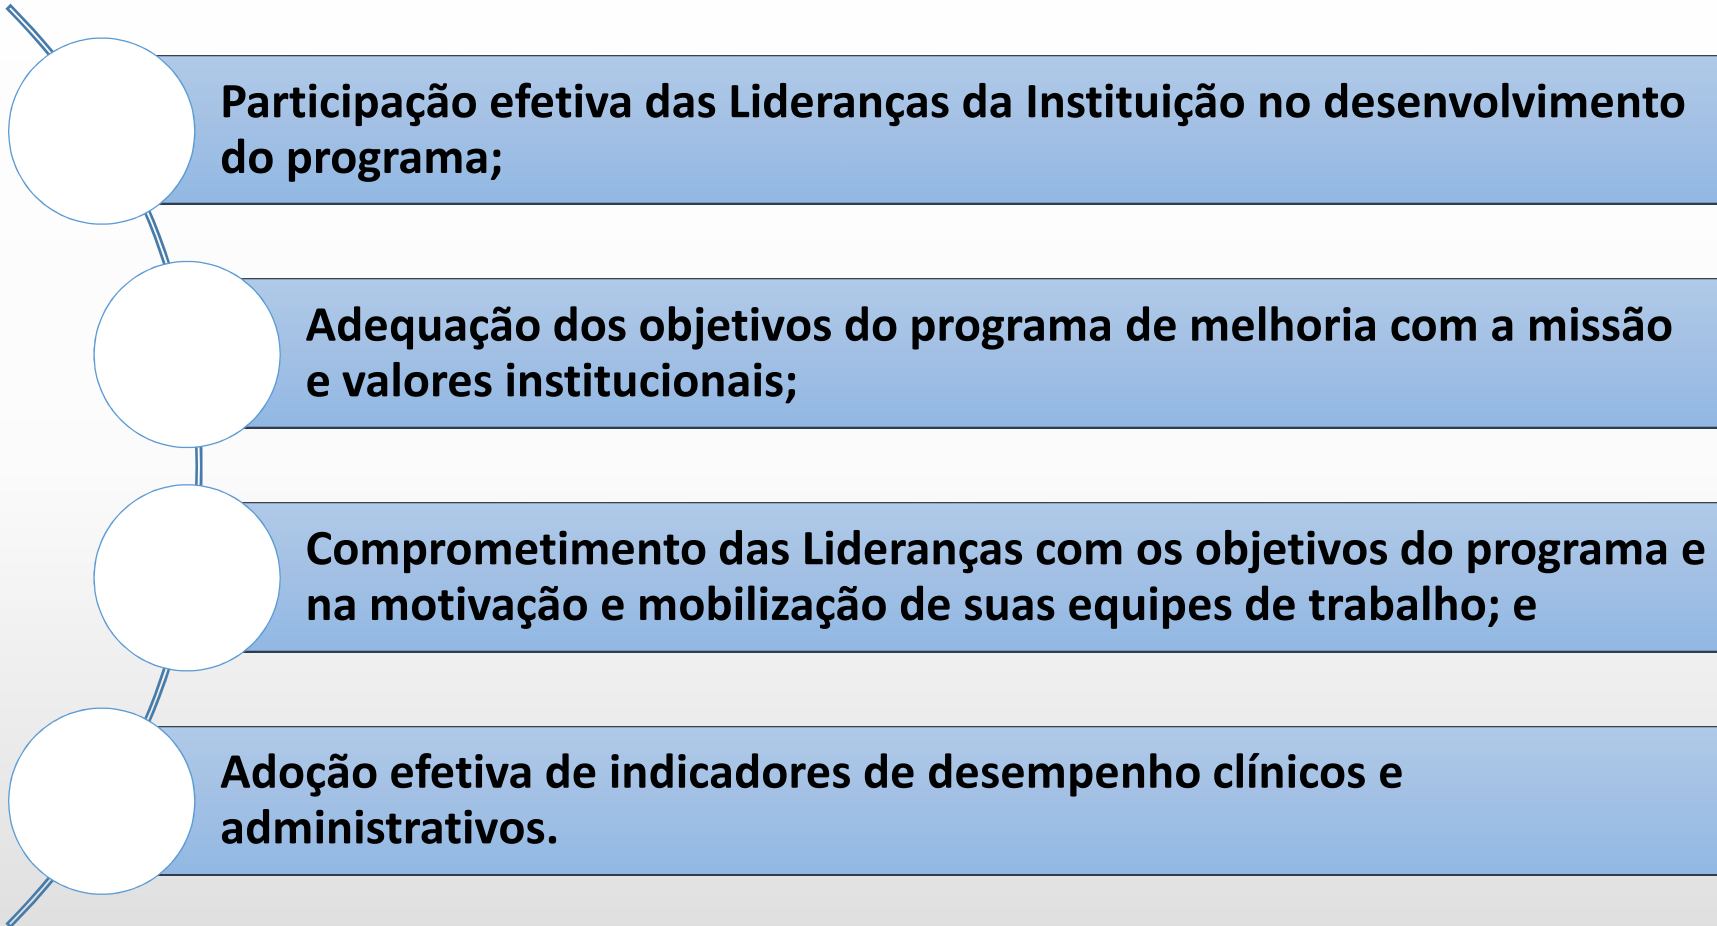 Participação efetiva das Lideranças da Instituição no desenvolvimento
do programa;
Adequação dos objetivos do programa de melhoria com a missão
e valores institucionais;
Comprometimento das Lideranças com os objetivos do programa e
na motivação e mobilização de suas equipes de trabalho; e
Adoção efetiva de indicadores de desempenho clínicos e
administrativos.